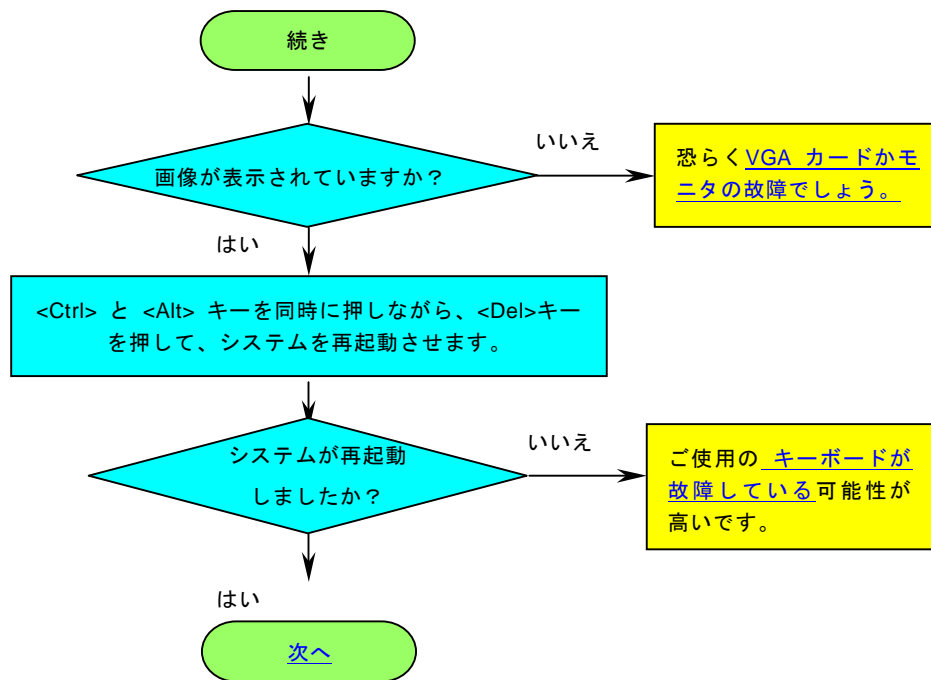 続き
画像が表示されていますか？
いいえ
恐らくVGA カードかモ
ニタの故障でしょう。
はい
<Ctrl> と <Alt> キーを同時に押しながら、<Del>キー
を押して、システムを再起動させます。
システムが再起動
しましたか？
いいえ
ご使用の キーボードが
故障している可能性が
高いです。
はい
次へ